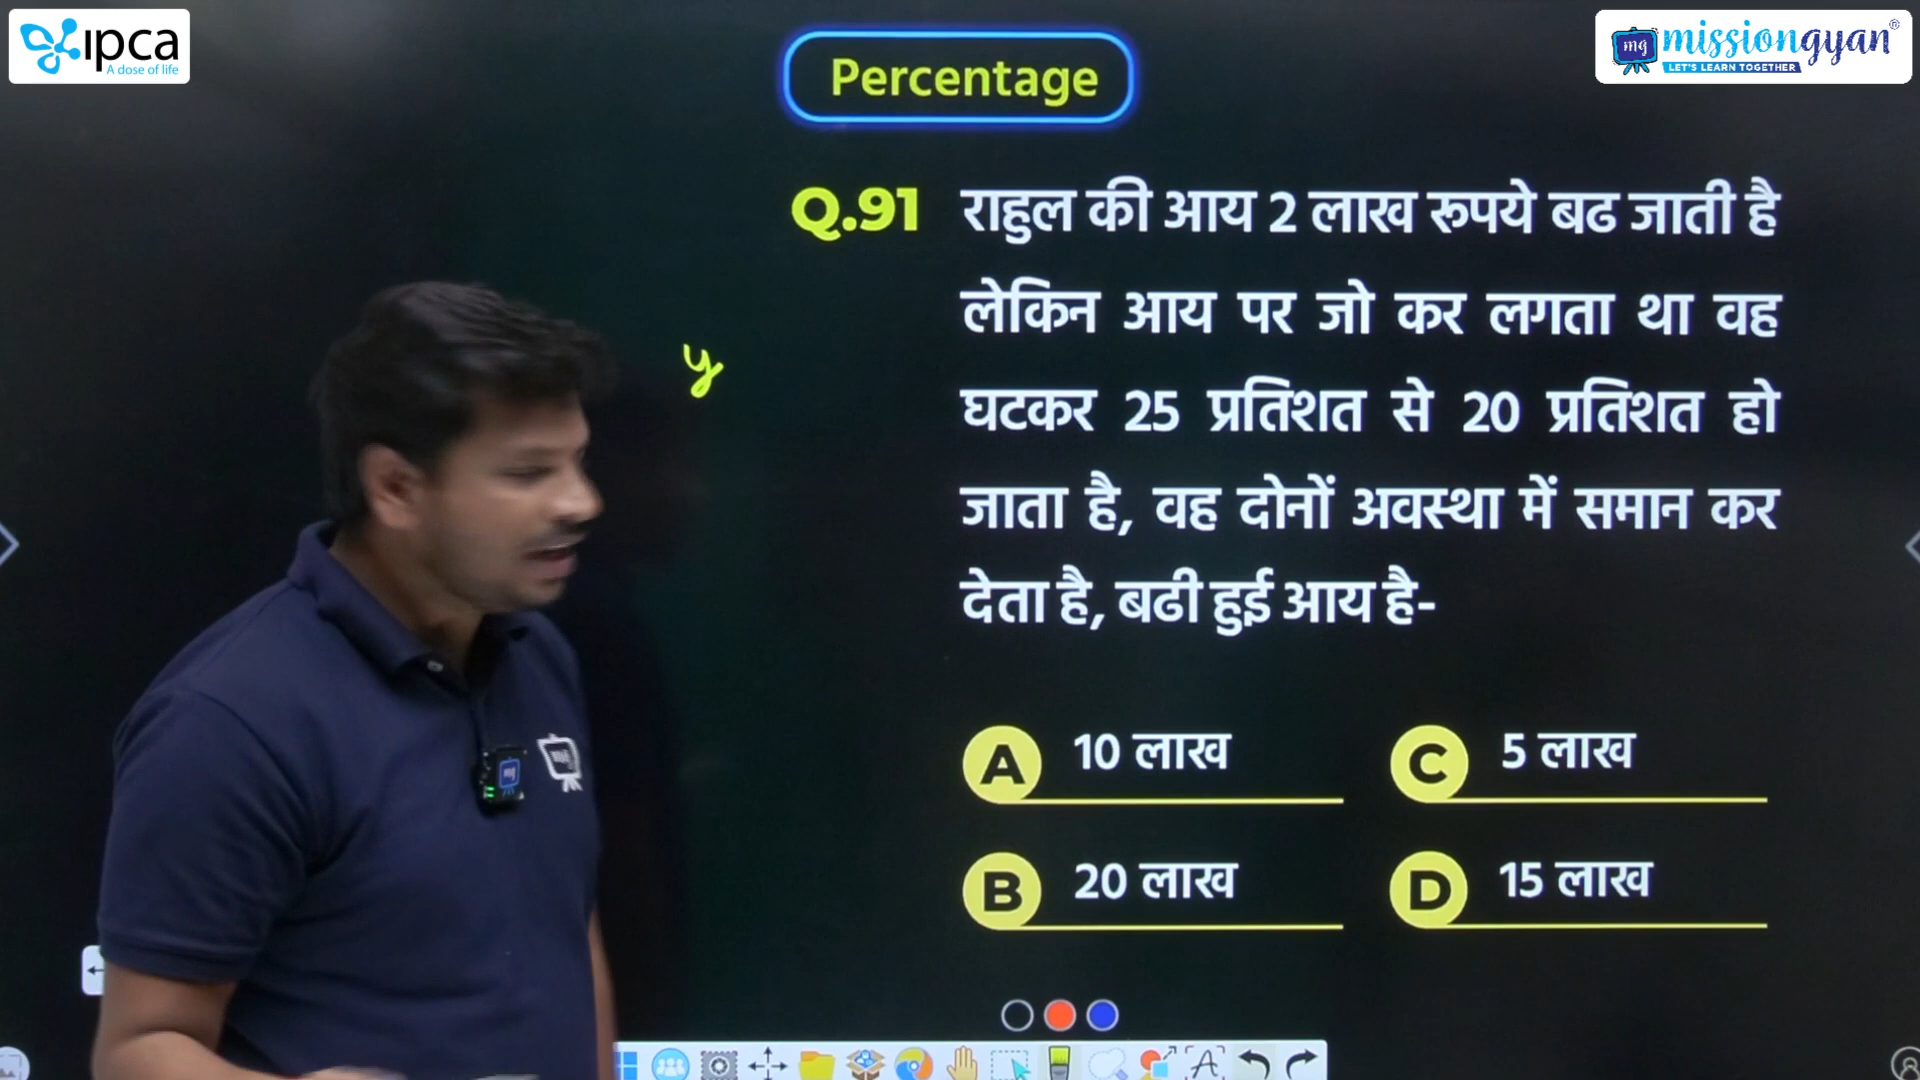 ipca
A dose of life
mg missiongyan®
LET'S LEARN TOGETHER
Percentage
Q.91 राहुल की आय 2 लाख रूपये बढ जाती है
लेकिन आय पर जो कर लगता था वह
घटकर 25 प्रतिशत से 20 प्रतिशत हो
जाता है, वह दोनों अवस्था में समान कर
देता है, बढी हुई आय है-
y
A 10 लाख
C 5 लाख
B 20 लाख
D 15 लाख
A